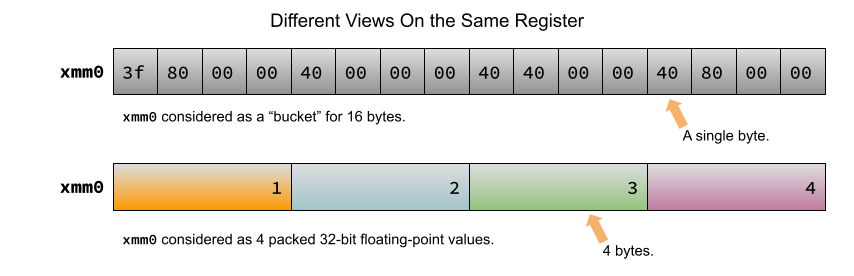 Different Views On the Same Register
xmm0 3f 80 00 00 40 00 00 00 40 40 00 00 40 80 00 00
xmm0 considered as a “bucket” for 16 bytes.
A single byte.
xmm0 1 2 3 4
xmm0 considered as 4 packed 32-bit floating-point values.
4 bytes.